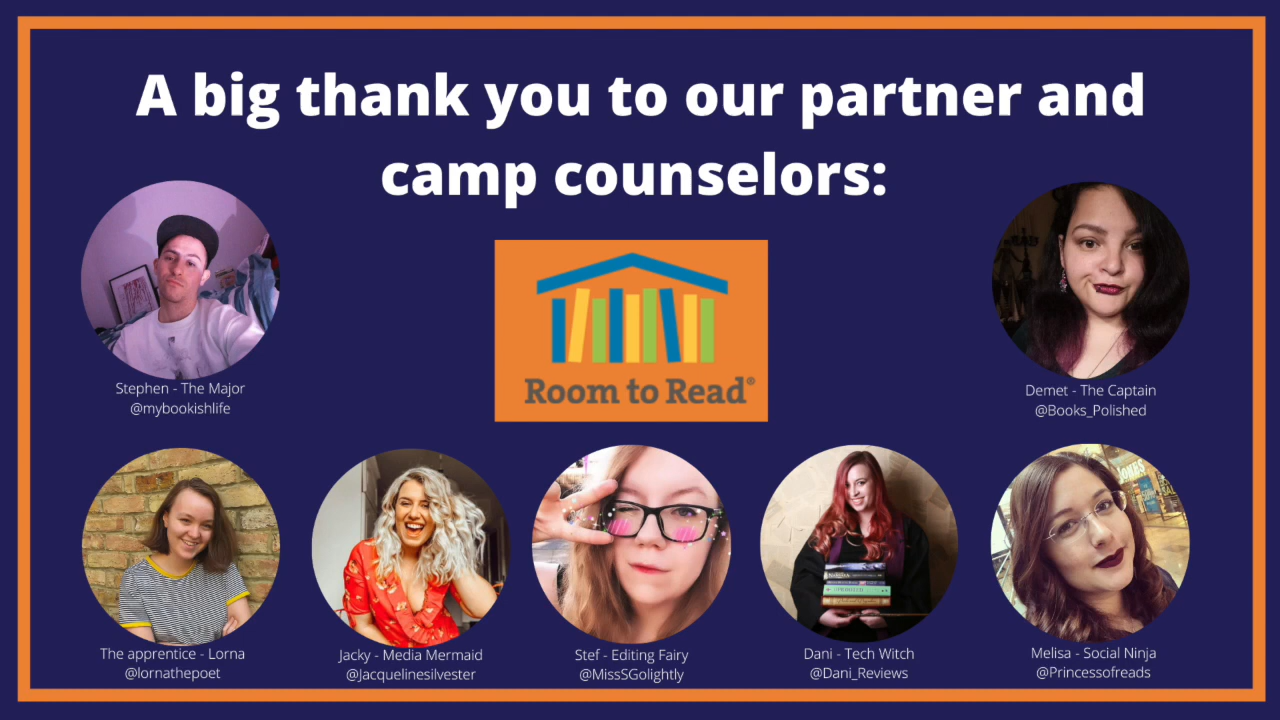 A big thank you to our partner and
camp counselors:
Room to Read®
Stephen - The Major
@mybookishlife
Demet - The Captain
@Books_Polished
The apprentice - Lorna
@lornathepoet
Jacky - Media Mermaid
@Jacquelinesilvester
Stef - Editing Fairy
@MissSGolightly
Dani - Tech Witch
@Dani_Reviews
Melisa - Social Ninja
@Princessofreads